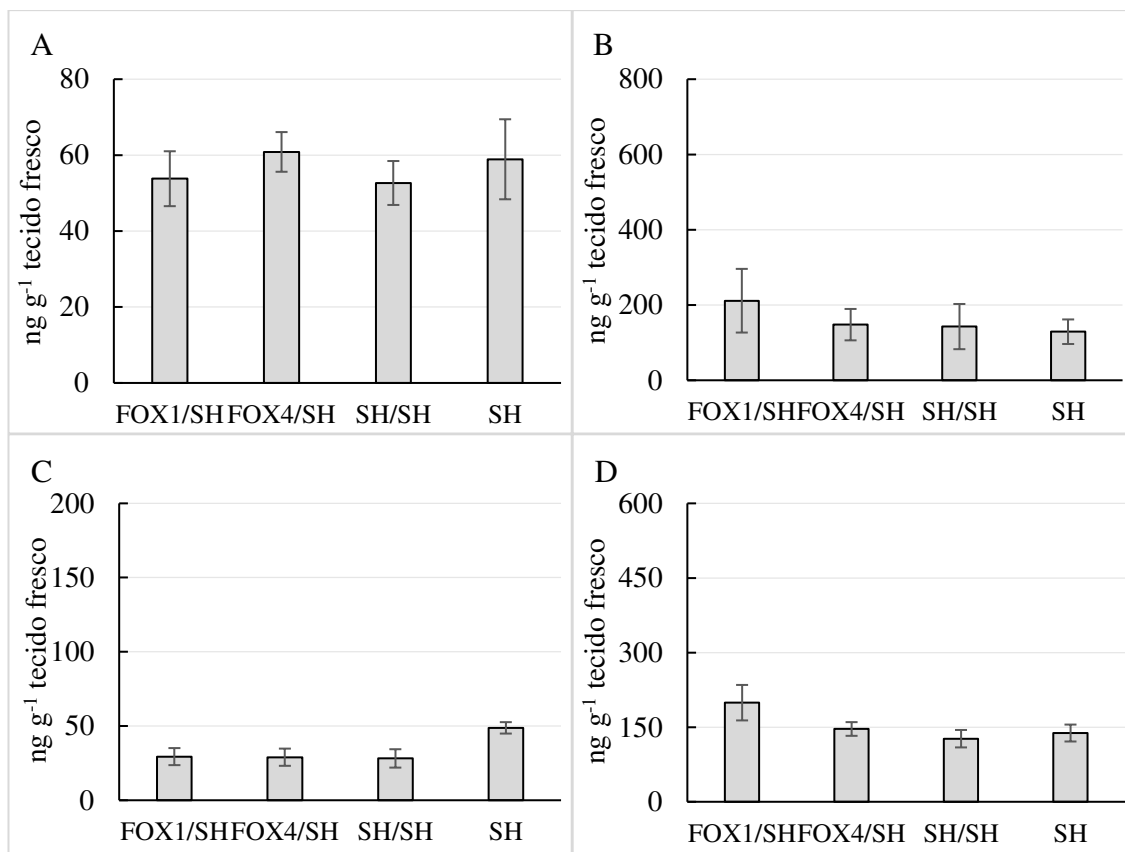 A
ng g⁻¹ tecido fresco
80
60
40
20
0
FOX1/SH FOX4/SH SH/SH SH
B
ng g⁻¹ tecido fresco
800
600
400
200
0
FOX1/SH FOX4/SH SH/SH SH
C
ng g⁻¹ tecido fresco
200
150
100
50
0
FOX1/SH FOX4/SH SH/SH SH
D
ng g⁻¹ tecido fresco
600
450
300
150
0
FOX1/SH FOX4/SH SH/SH SH